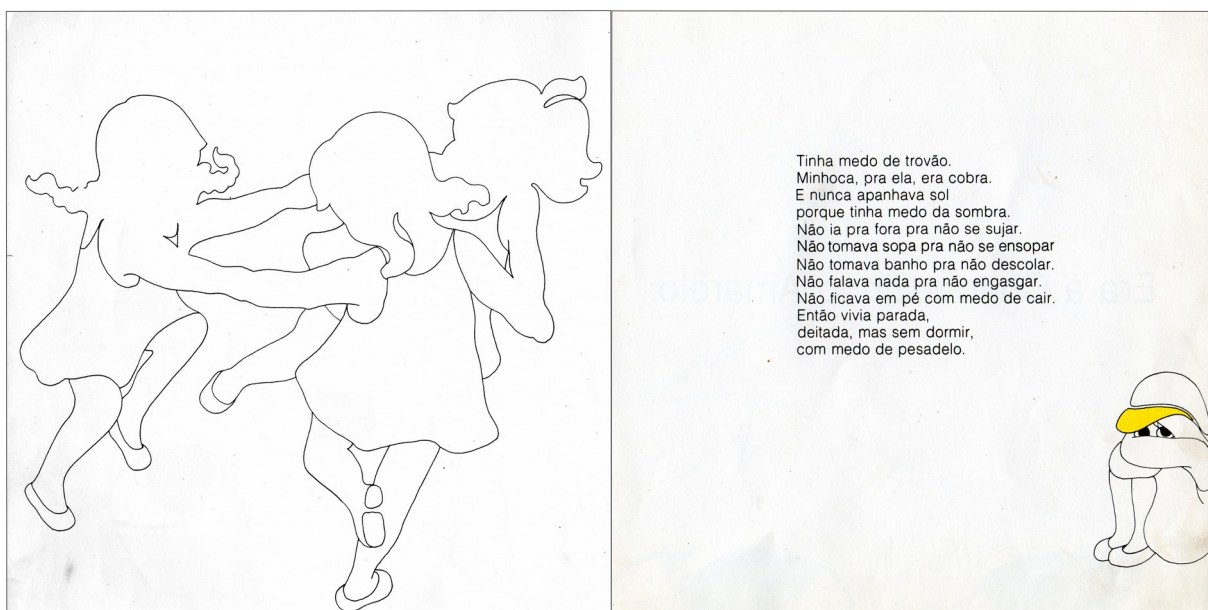 Tinha medo de trovão.
Minhoca, pra ela, era cobra.
E nunca apanhava sol
porque tinha medo da sombra.
Não ia pra fora pra não se sujar.
Não tomava sopa pra não se ensopar
Não tomava banho pra não descolar.
Não falava nada pra não engasgar.
Não ficava em pé com medo de cair.
Então vivia parada,
deitada, mas sem dormir,
com medo de pesadelo.